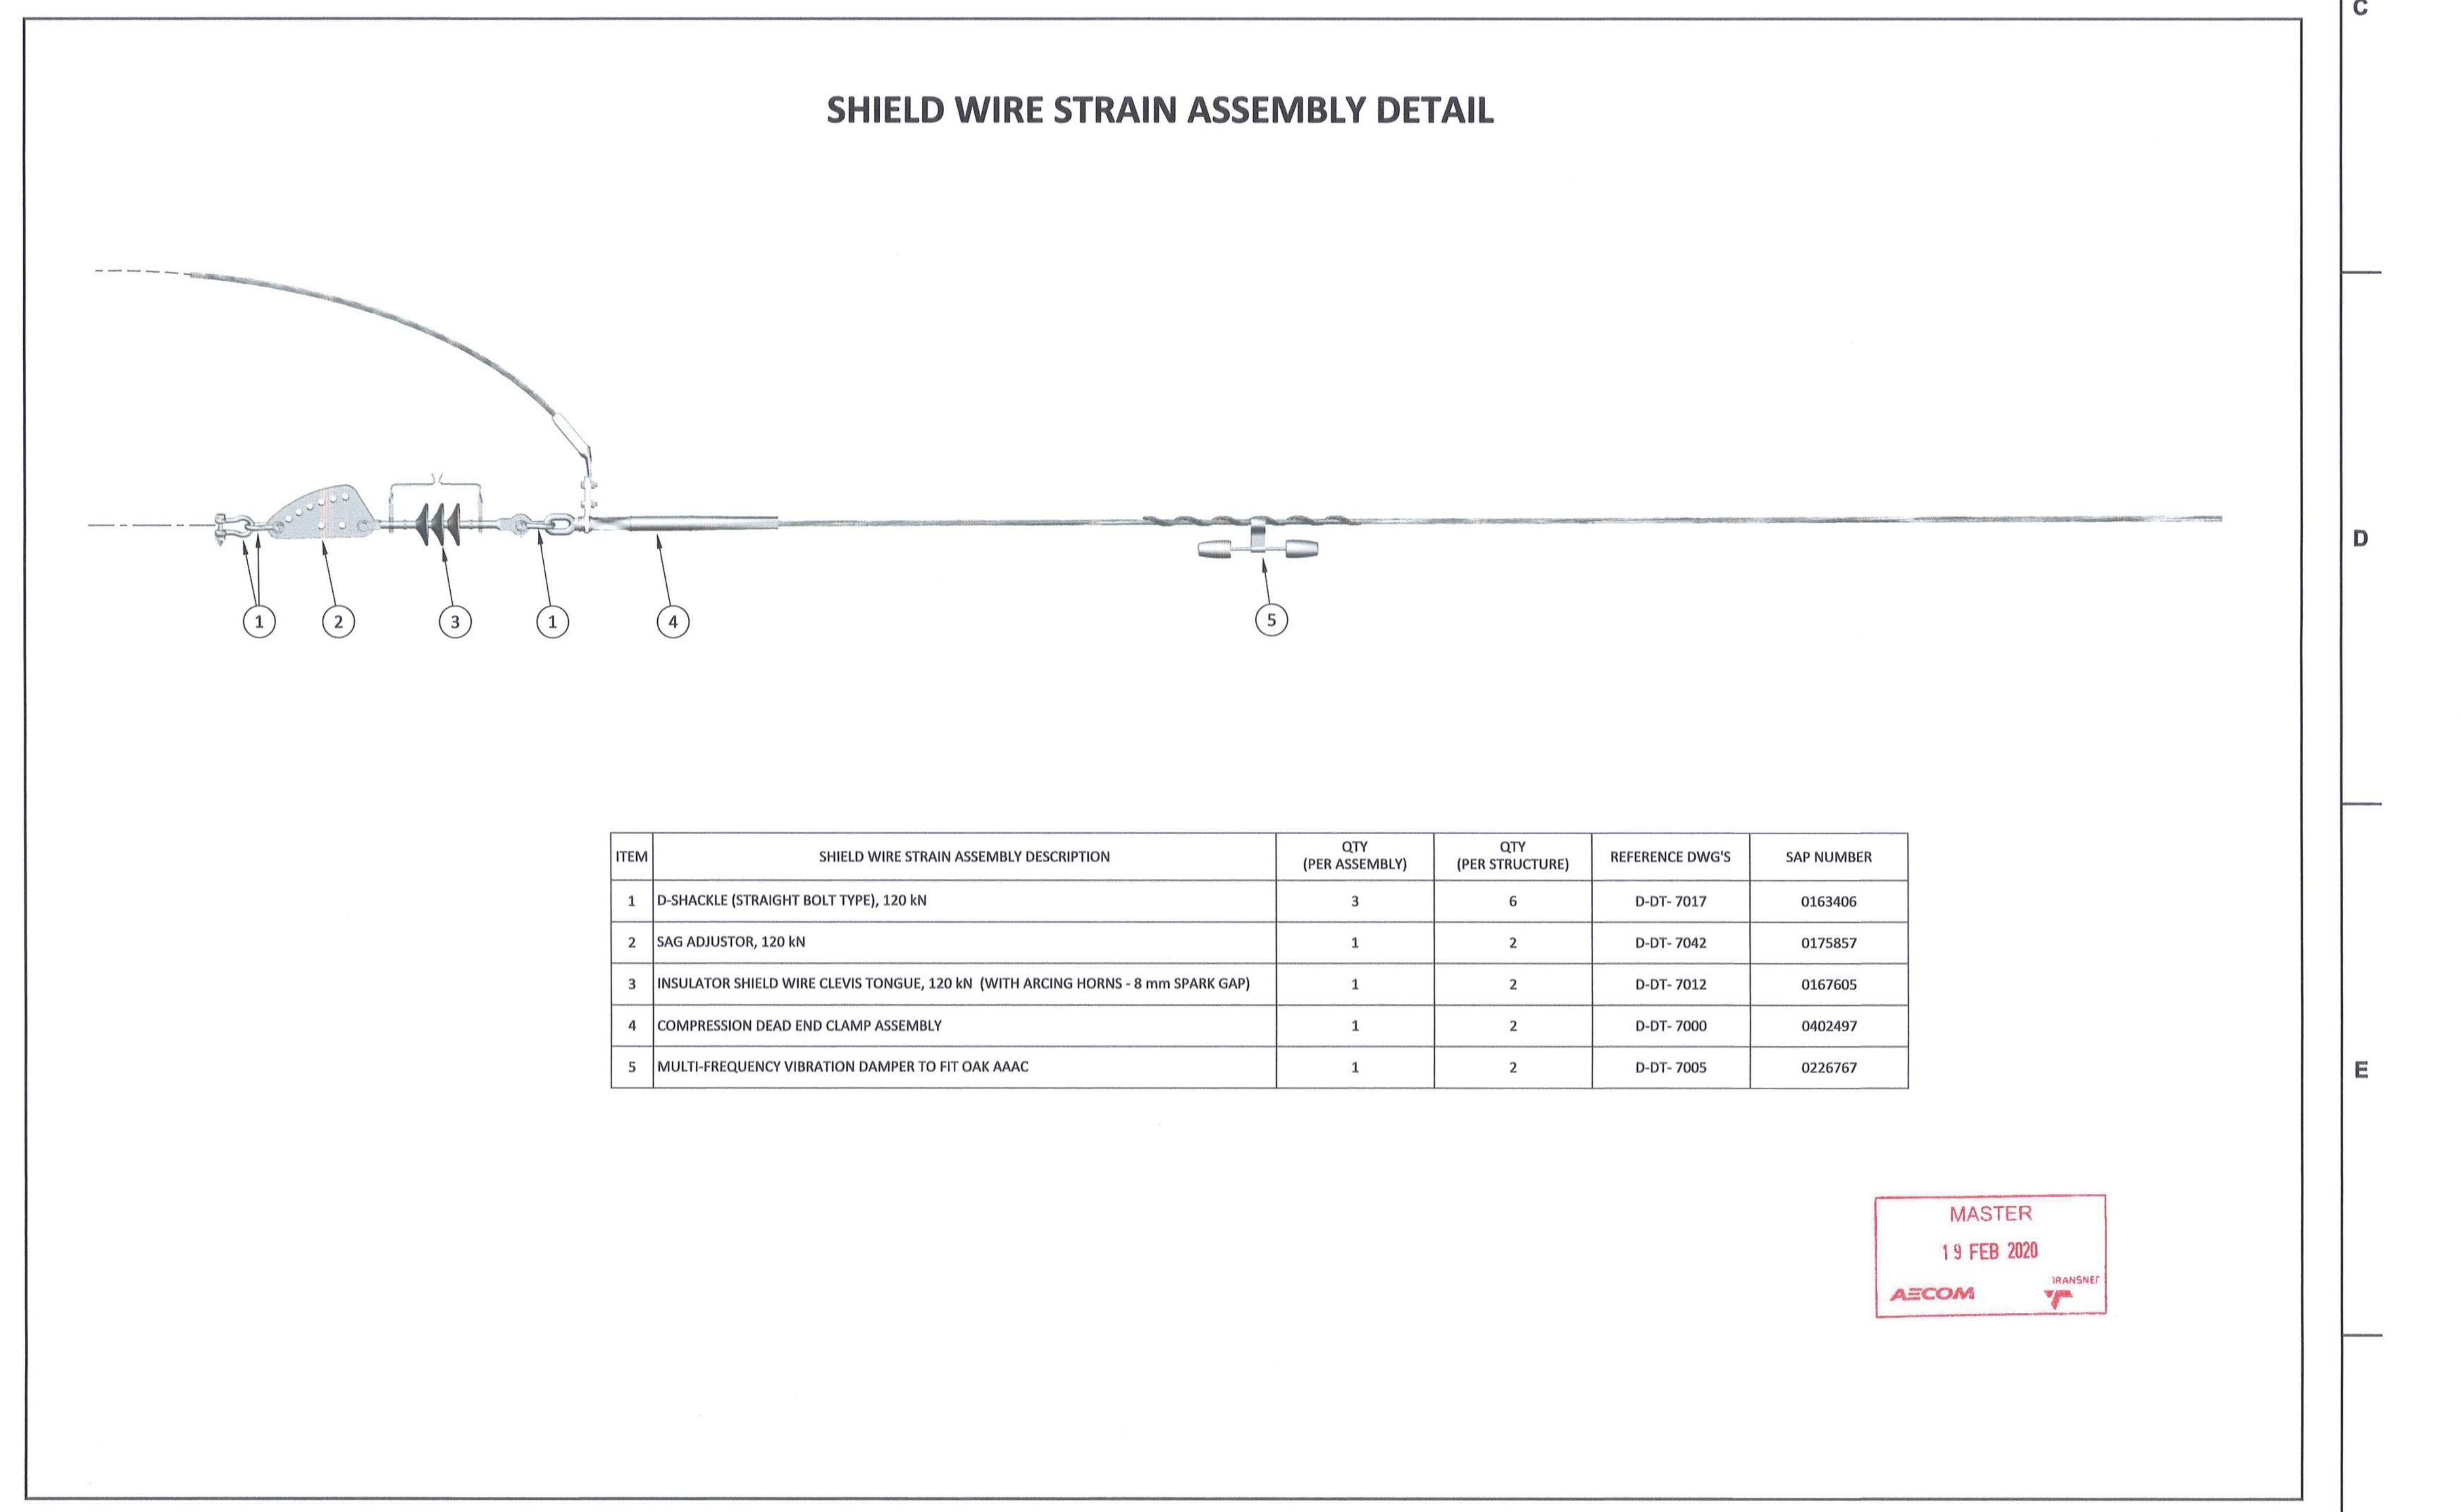 C
SHIELD WIRE STRAIN ASSEMBLY DETAIL
D
1 2 3 1 4 5
ITEM SHIELD WIRE STRAIN ASSEMBLY DESCRIPTION QTY (PER ASSEMBLY) QTY (PER STRUCTURE) REFERENCE DWG'S SAP NUMBER
1 D-SHACKLE (STRAIGHT BOLT TYPE), 120 kN 3 6 D-DT- 7017 0163406
2 SAG ADJUSTOR, 120 kN 1 2 D-DT- 7042 0175857
3 INSULATOR SHIELD WIRE CLEVIS TONGUE, 120 kN (WITH ARCING HORNS - 8 mm SPARK GAP) 1 2 D-DT- 7012 0167605
4 COMPRESSION DEAD END CLAMP ASSEMBLY 1 2 D-DT- 7000 0402497
5 MULTI-FREQUENCY VIBRATION DAMPER TO FIT OAK AAAC 1 2 D-DT- 7005 0226767
E
MASTER
19 FEB 2020
TRANSNET
AECOM